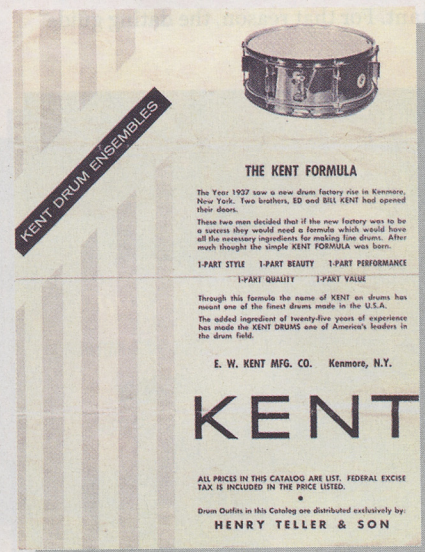 KENT DRUM ENSEMBLES
THE KENT FORMULA
The Year 1937 saw a new drum factory rise in Kenmore,
New York. Two brothers, ED and BILL KENT had opened
their doors.
These two men decided that if the new factory was to be
a success they would need a formula which would have
all the necessary ingredients for making fine drums. After
much thought the simple KENT FORMULA was born.
1-PART STYLE 1-PART BEAUTY 1-PART PERFORMANCE
1-PART QUALITY 1-PART VALUE
Through this formula the name of KENT on drums has
meant one of the finest drums made in the U.S.A.
The added ingredient of twenty-five years of experience
has made the KENT DRUMS one of America's leaders in
the drum field.
E. W. KENT MFG. CO. Kenmore, N.Y.
KENT
ALL PRICES IN THIS CATALOG ARE LIST. FEDERAL EXCISE
TAX IS INCLUDED IN THE PRICE LISTED.
Drum Outfits in this Catalog are distributed exclusively by:
HENRY TELLER & SON